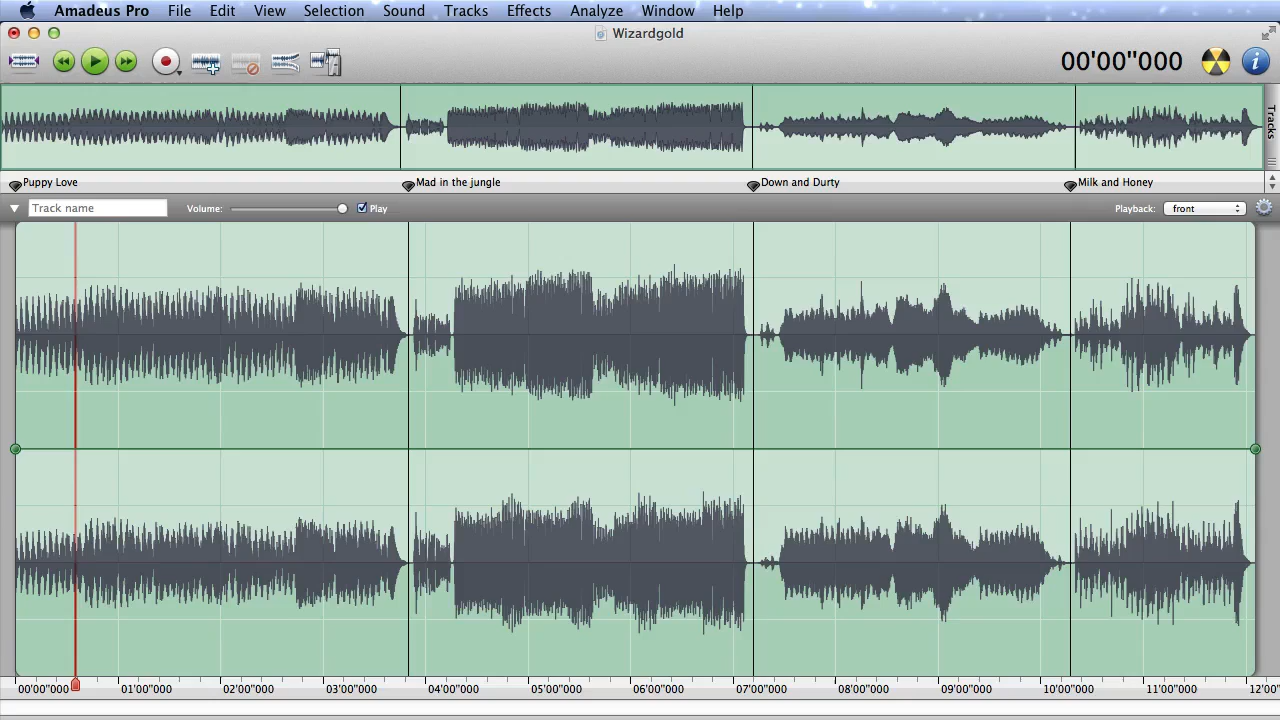 Amadeus Pro File Edit View Selection Sound Tracks Effects Analyze Window Help
Wizardgold
00'00"000
Tracks
Puppy Love Mad in the jungle Down and Durty Milk and Honey
Track name Volume: Play Playback: front
00'00"000 01'00"000 02'00"000 03'00"000 04'00"000 05'00"000 06'00"000 07'00"000 08'00"000 09'00"000 10'00"000 11'00"000 12'00"